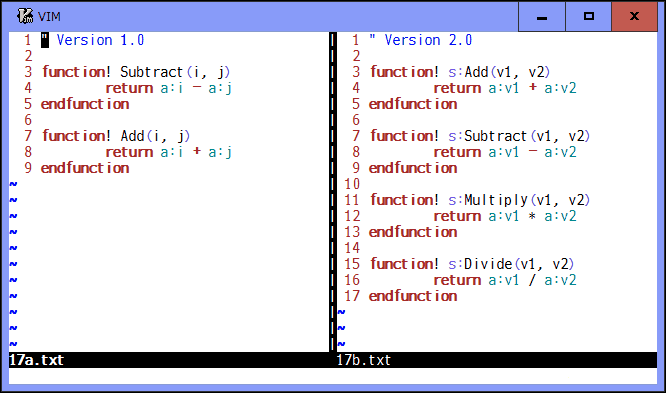 VIM
1 " Version 1.0
2
3 function! Subtract(i, j)
4 return a:i - a:j
5 endfunction
6
7 function! Add(i, j)
8 return a:i + a:j
9 endfunction
~
~
~
~
~
~
~
~
~
~
~
17a.txt
1 " Version 2.0
2
3 function! s:Add(v1, v2)
4 return a:v1 + a:v2
5 endfunction
6
7 function! s:Subtract(v1, v2)
8 return a:v1 - a:v2
9 endfunction
10
11 function! s:Multiply(v1, v2)
12 return a:v1 * a:v2
13 endfunction
14
15 function! s:Divide(v1, v2)
16 return a:v1 / a:v2
17 endfunction
~
~
~
17b.txt